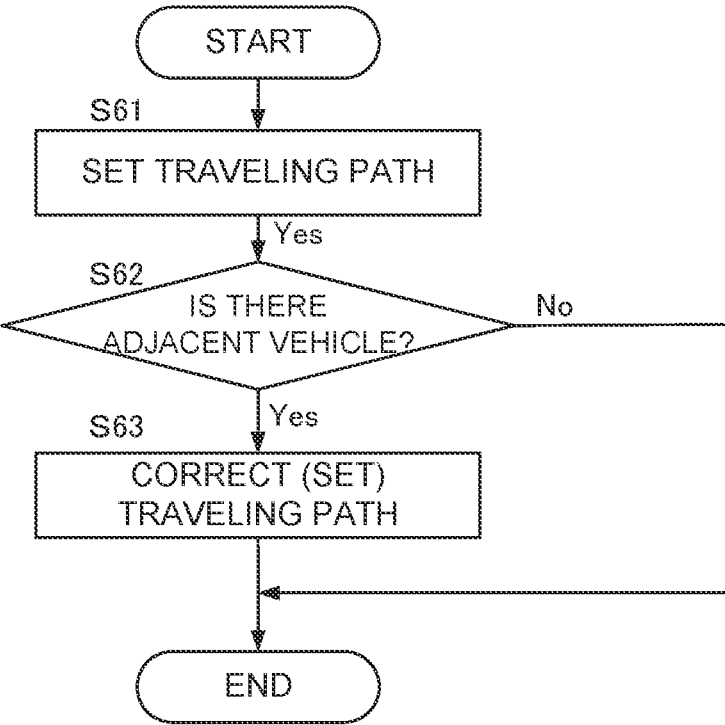 START
S61
SET TRAVELING PATH
Yes
S62
IS THERE
ADJACENT VEHICLE?
No
Yes
S63
CORRECT (SET)
TRAVELING PATH
END